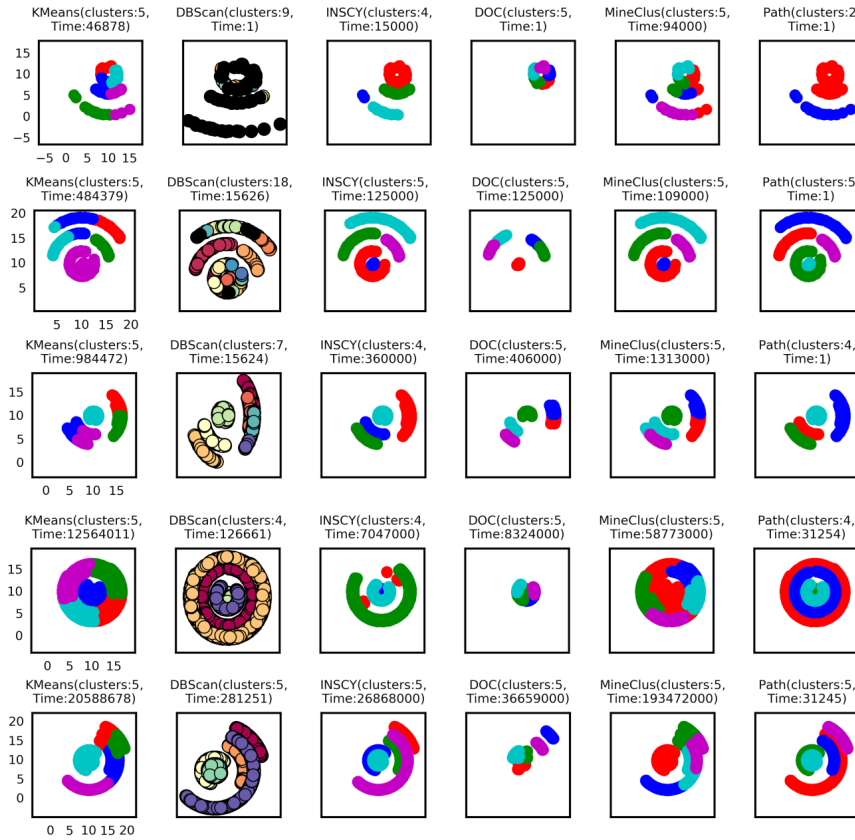 KMeans(clusters:5, DBScan(clusters:9, INSCY(clusters:4, DOC(clusters:5, MineClus(clusters:5, Path(clusters:2
Time:46878) Time:1) Time:15000) Time:1) Time:94000) Time:1)
15
10
5
0
−5
−5 0 5 10 15
KMeans(clusters:5, DBScan(clusters:18, INSCY(clusters:5, DOC(clusters:5, MineClus(clusters:5, Path(clusters:5,
Time:484379) Time:15626) Time:125000) Time:125000) Time:109000) Time:1)
20
15
10
5
5 10 15 20
KMeans(clusters:5, DBScan(clusters:7, INSCY(clusters:4, DOC(clusters:5, MineClus(clusters:5, Path(clusters:4,
Time:984472) Time:15624) Time:360000) Time:406000) Time:1313000) Time:1)
15
10
5
0
0 5 10 15
KMeans(clusters:5, DBScan(clusters:4, INSCY(clusters:4, DOC(clusters:5, MineClus(clusters:5, Path(clusters:4,
Time:12564011) Time:126661) Time:7047000) Time:8324000) Time:58773000) Time:31254)
15
10
5
0
0 5 10 15
KMeans(clusters:5, DBScan(clusters:5, INSCY(clusters:5, DOC(clusters:5, MineClus(clusters:5, Path(clusters:5,
Time:20588678) Time:281251) Time:26868000) Time:36659000) Time:193472000) Time:31245)
20
15
10
5
0
0 5 10 15 20